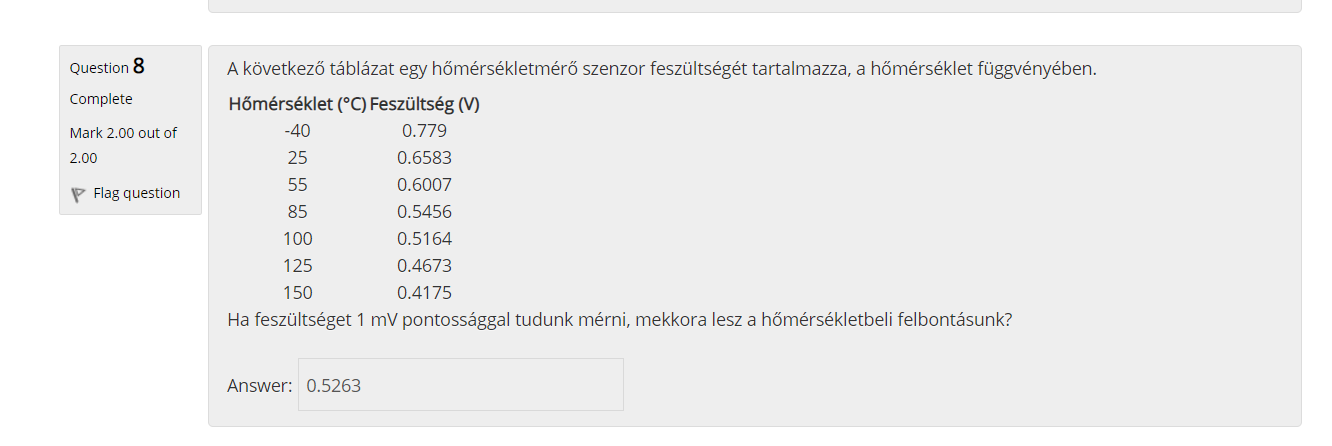 Question 8
Complete
Mark 2.00 out of
2.00
Flag question
A következő táblázat egy hőmérsékletmérő szenzor feszültségét tartalmazza, a hőmérséklet függvényében.
Hőmérséklet (°C) Feszültség (V)
-40 0.779
25 0.6583
55 0.6007
85 0.5456
100 0.5164
125 0.4673
150 0.4175
Ha feszültséget 1 mV pontossággal tudunk mérni, mekkora lesz a hőmérsékletbeli felbontásunk?
Answer: 0.5263